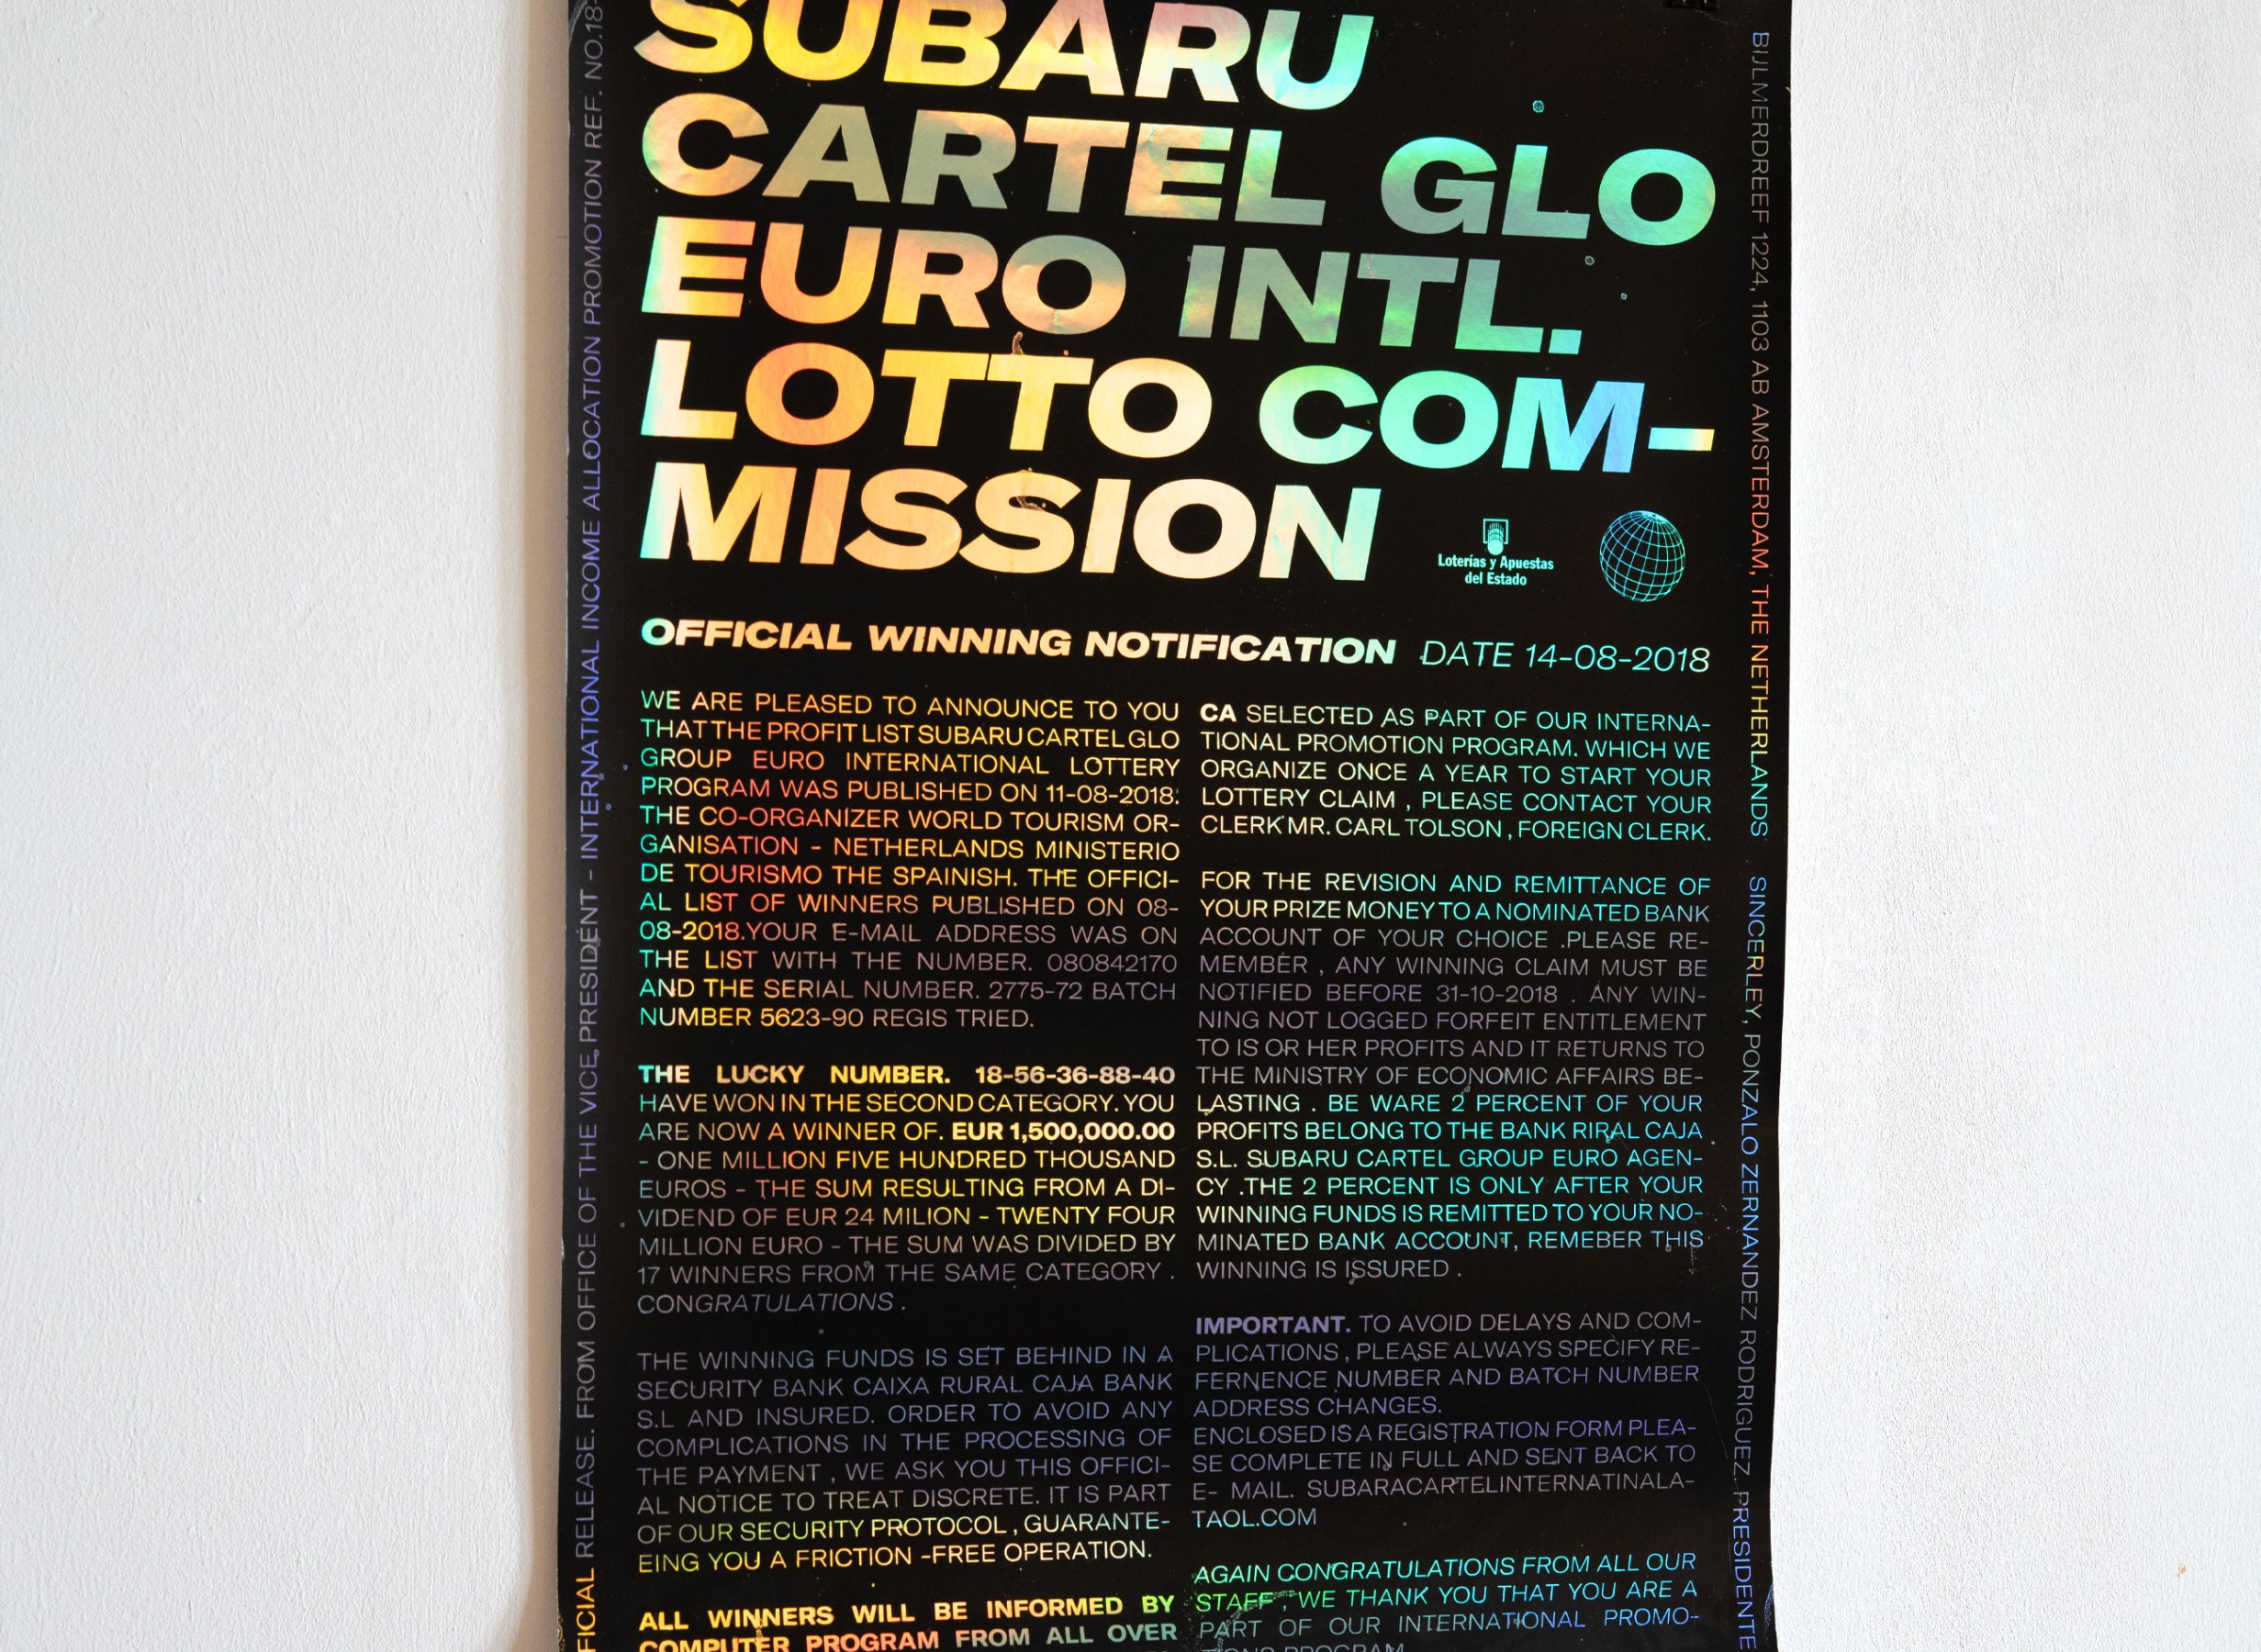 SUBARU
CARTEL GLO
EURO INTL.
LOTTO COM-
MISSION
Loterías y Apuestas
del Estado
OFFICIAL WINNING NOTIFICATION DATE 14-08-2018
WE ARE PLEASED TO ANNOUNCE TO YOU
THAT THE PROFIT LIST SUBARU CARTEL GLO
GROUP EURO INTERNATIONAL LOTTERY
PROGRAM WAS PUBLISHED ON 11-08-2018.
THE CO-ORGANIZER WORLD TOURISM OR-
GANISATION - NETHERLANDS MINISTERIO
DE TOURISMO THE SPAINISH. THE OFFICI-
AL LIST OF WINNERS PUBLISHED ON 08-
08-2018.YOUR E-MAIL ADDRESS WAS ON
THE LIST WITH THE NUMBER. 080842170
AND THE SERIAL NUMBER. 2775-72 BATCH
NUMBER 5623-90 REGIS TRIED.
THE LUCKY NUMBER. 18-56-36-88-40
HAVE WON IN THE SECOND CATEGORY. YOU
ARE NOW A WINNER OF. EUR 1,500,000.00
- ONE MILLION FIVE HUNDRED THOUSAND
EUROS - THE SUM RESULTING FROM A DI-
VIDEND OF EUR 24 MILION - TWENTY FOUR
MILLION EURO - THE SUM WAS DIVIDED BY
17 WINNERS FROM THE SAME CATEGORY .
CONGRATULATIONS .
THE WINNING FUNDS IS SET BEHIND IN A
SECURITY BANK CAIXA RURAL CAJA BANK
S.L AND INSURED. ORDER TO AVOID ANY
COMPLICATIONS IN THE PROCESSING OF
THE PAYMENT , WE ASK YOU THIS OFFICI-
AL NOTICE TO TREAT DISCRETE. IT IS PART
OF OUR SECURITY PROTOCOL , GUARANTE-
EING YOU A FRICTION -FREE OPERATION.
ALL WINNERS WILL BE INFORMED BY
COMPUTER PROGRAM FROM ALL OVER
CA SELECTED AS PART OF OUR INTERNA-
TIONAL PROMOTION PROGRAM. WHICH WE
ORGANIZE ONCE A YEAR TO START YOUR
LOTTERY CLAIM , PLEASE CONTACT YOUR
CLERK MR. CARL TOLSON , FOREIGN CLERK.
FOR THE REVISION AND REMITTANCE OF
YOUR PRIZE MONEY TO A NOMINATED BANK
ACCOUNT OF YOUR CHOICE .PLEASE RE-
MEMBER , ANY WINNING CLAIM MUST BE
NOTIFIED BEFORE 31-10-2018 . ANY WIN-
NING NOT LOGGED FORFEIT ENTITLEMENT
TO IS OR HER PROFITS AND IT RETURNS TO
THE MINISTRY OF ECONOMIC AFFAIRS BE-
LASTING . BE WARE 2 PERCENT OF YOUR
PROFITS BELONG TO THE BANK RIRAL CAJA
S.L. SUBARU CARTEL GROUP EURO AGEN-
CY .THE 2 PERCENT IS ONLY AFTER YOUR
WINNING FUNDS IS REMITTED TO YOUR NO-
MINATED BANK ACCOUNT, REMEBER THIS
WINNING IS ISSURED .
IMPORTANT. TO AVOID DELAYS AND COM-
PLICATIONS , PLEASE ALWAYS SPECIFY RE-
FERNENCE NUMBER AND BATCH NUMBER
ADDRESS CHANGES.
ENCLOSED IS A REGISTRATION FORM PLEA-
SE COMPLETE IN FULL AND SENT BACK TO
E- MAIL. SUBARACARTELINTERNATINALA-
TAOL.COM
AGAIN CONGRATULATIONS FROM ALL OUR
STAFF , WE THANK YOU THAT YOU ARE A
PART OF OUR INTERNATIONAL PROMO-
TIONS PROGRAM
FICIAL RELEASE. FROM OFFICE OF THE VICE PRESIDENT - INTERNATIONAL INCOME ALLOCATION PROMOTION REF. NO.18-
BIJLMERDREEF 1224, 1103 AB AMSTERDAM, THE NETHERLANDS SINCERLEY, PONZALO ZERNANDEZ RODRIGUEZ. PRESIDENTE